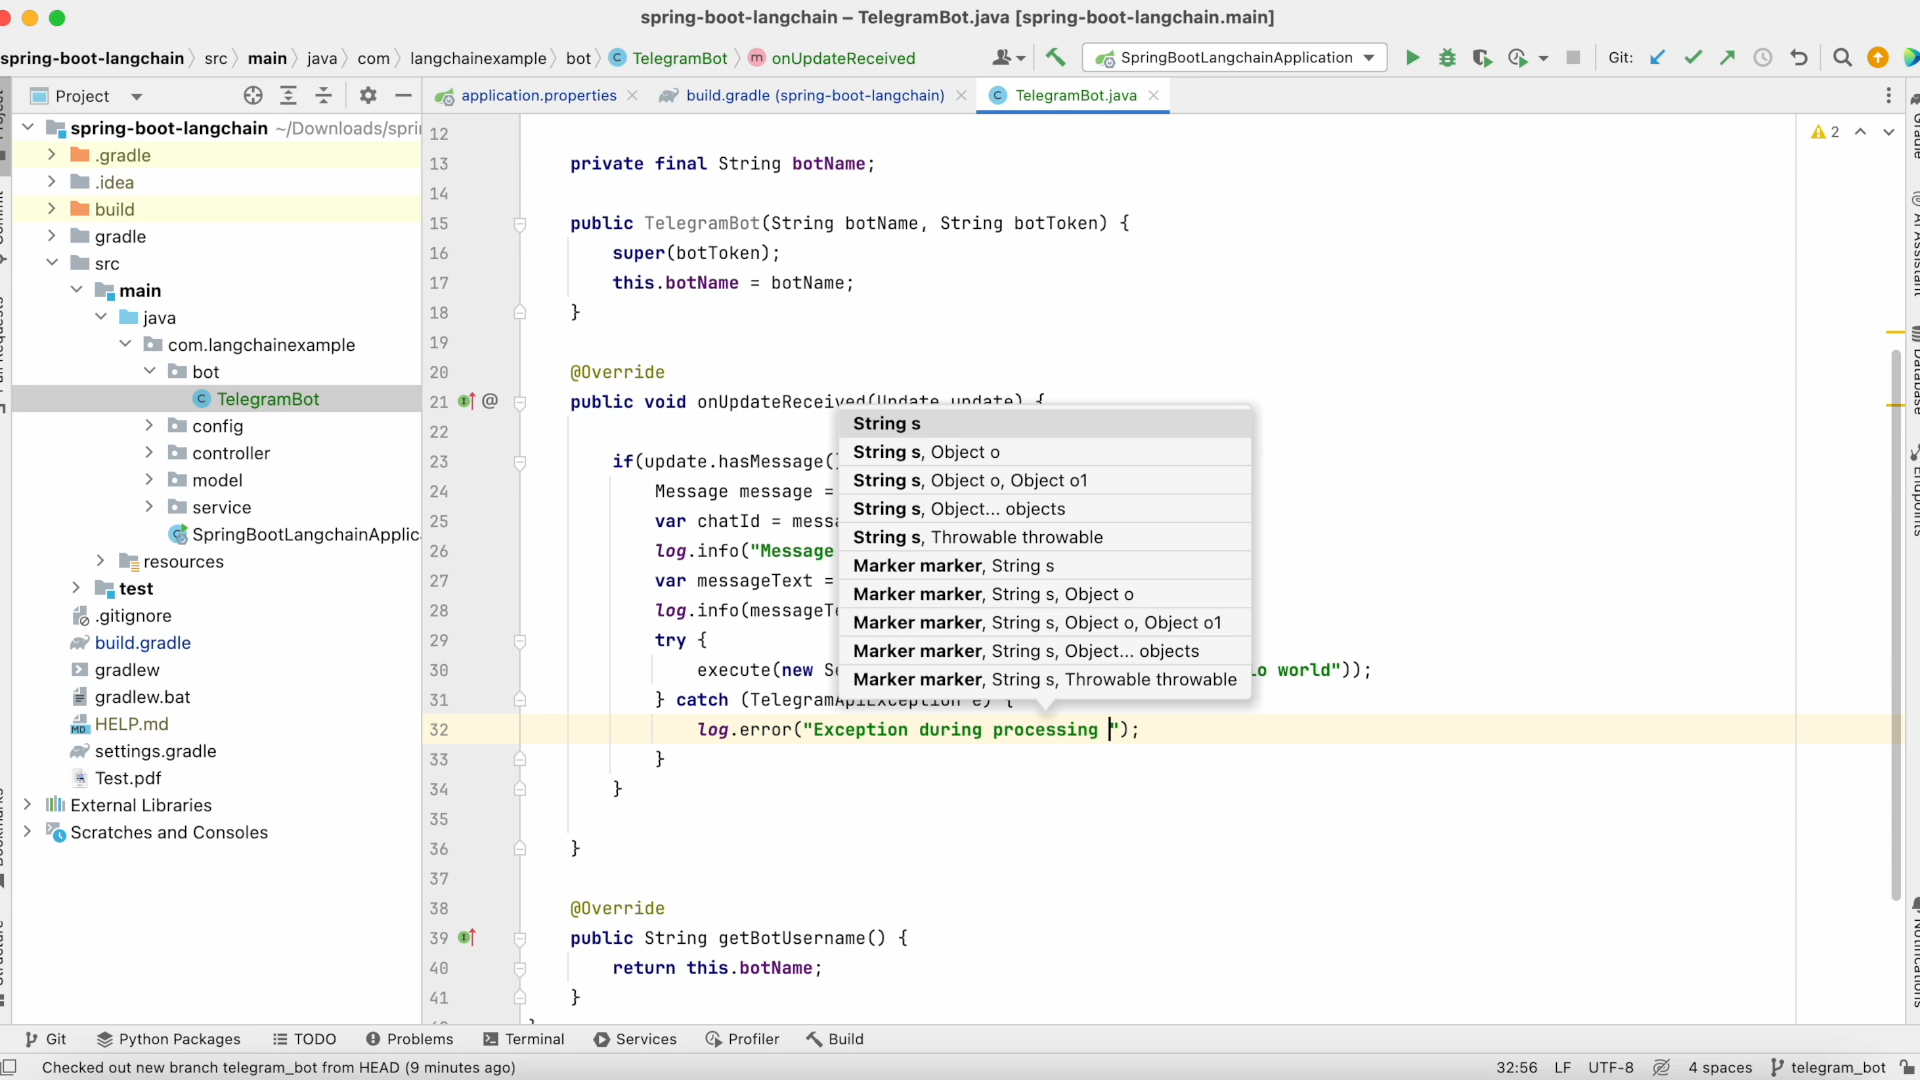 spring-boot-langchain – TelegramBot.java [spring-boot-langchain.main]
spring-boot-langchain src main java com langchainexample bot TelegramBot onUpdateReceived
SpringBootLangchainApplication
Git:
Project
application.properties
build.gradle (spring-boot-langchain)
TelegramBot.java
2
spring-boot-langchain ~/Downloads/spri
.gradle
.idea
build
gradle
src
main
java
com.langchainexample
bot
TelegramBot
config
controller
model
service
SpringBootLangchainApplic
resources
test
.gitignore
build.gradle
gradlew
gradlew.bat
HELP.md
settings.gradle
Test.pdf
External Libraries
Scratches and Consoles
12
13 private final String botName;
14
15 public TelegramBot(String botName, String botToken) {
16 super(botToken);
17 this.botName = botName;
18 }
19
20 @Override
21 @ public void onUpdateReceived(Update update) {
22
23 if(update.hasMessage(
24 Message message =
25 var chatId = messa
26 log.info("Message
27 var messageText =
28 log.info(messageTe
29 try {
30 execute(new Se lo world"));
31 } catch (TelegramApiException e) {
32 log.error("Exception during processing ");
33 }
34 }
35
36 }
37
38 @Override
39 public String getBotUsername() {
40 return this.botName;
41 }
String s
String s, Object o
String s, Object o, Object o1
String s, Object... objects
String s, Throwable throwable
Marker marker, String s
Marker marker, String s, Object o
Marker marker, String s, Object o, Object o1
Marker marker, String s, Object... objects
Marker marker, String s, Throwable throwable
Gradle
AI Assistant
Database
Endpoints
Notifications
Git Python Packages TODO Problems Terminal Services Profiler Build
Checked out new branch telegram_bot from HEAD (9 minutes ago)
32:56 LF UTF-8 4 spaces telegram_bot